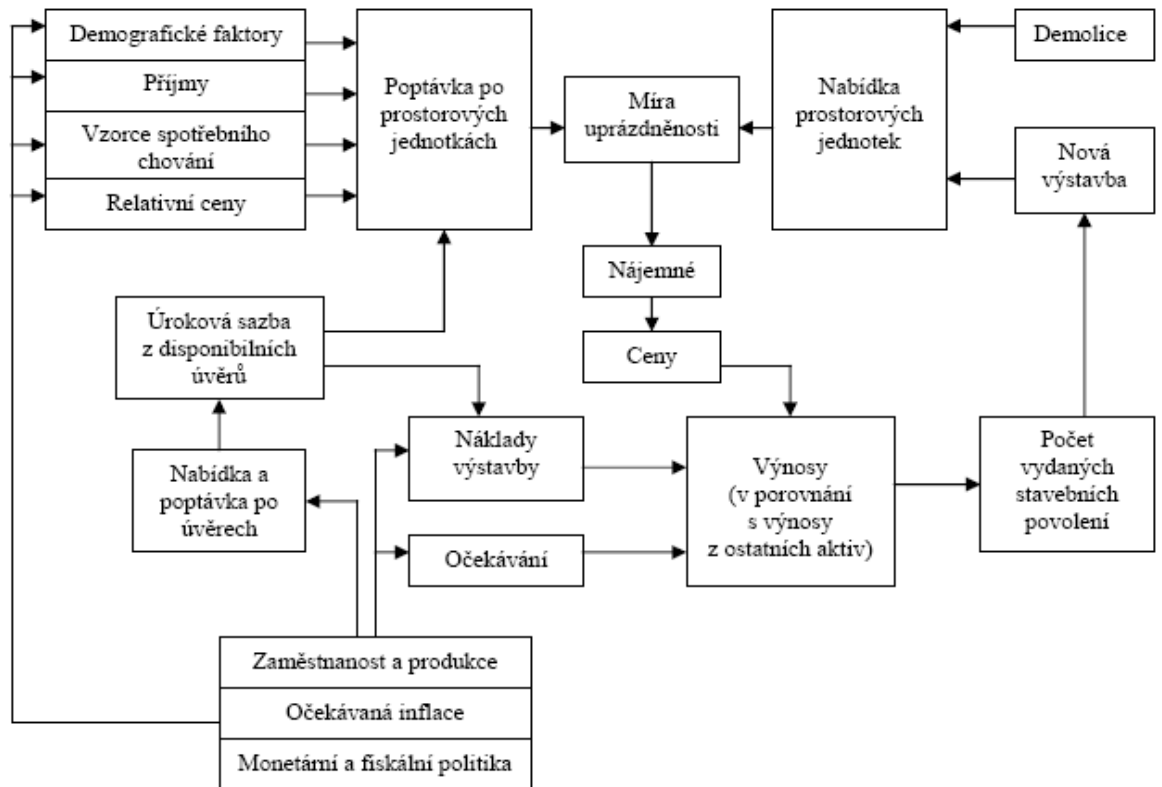 Demografické faktory
Příjmy
Vzorce spotřebního
chování
Relativní ceny
Poptávka po
prostorových
jednotkách
Míra
uprázdněnosti
Nabídka
prostorových
jednotek
Demolice
Nová
výstavba
Nájemné
Ceny
Úroková sazba
z disponibilních
úvěrů
Nabídka a
poptávka po
úvěrech
Náklady
výstavby
Očekávání
Výnosy
(v porovnání
s výnosy
z ostatních aktiv)
Počet
vydaných
stavebních
povolení
Zaměstnanost a produkce
Očekávaná inflace
Monetární a fiskální politika